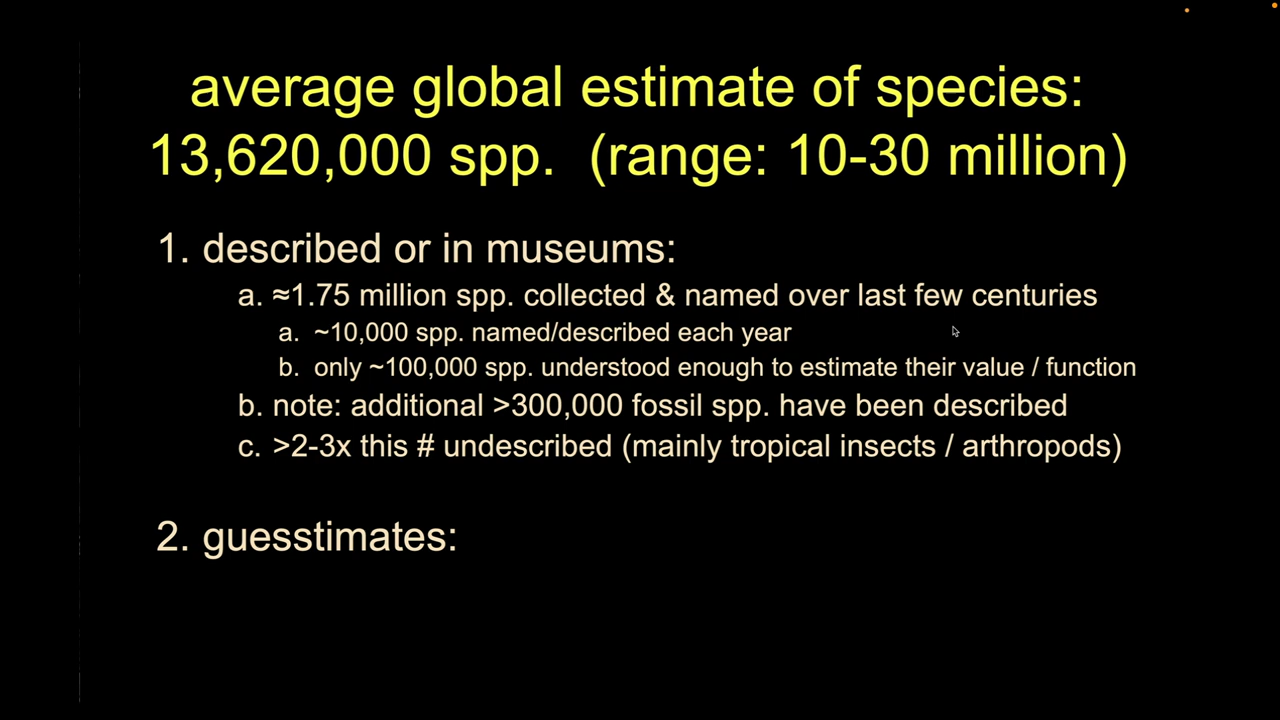 average global estimate of species:
13,620,000 spp. (range: 10-30 million)
1. described or in museums:
a. ≈1.75 million spp. collected & named over last few centuries
a. ~10,000 spp. named/described each year
b. only ~100,000 spp. understood enough to estimate their value / function
b. note: additional >300,000 fossil spp. have been described
c. >2-3x this # undescribed (mainly tropical insects / arthropods)
2. guesstimates: